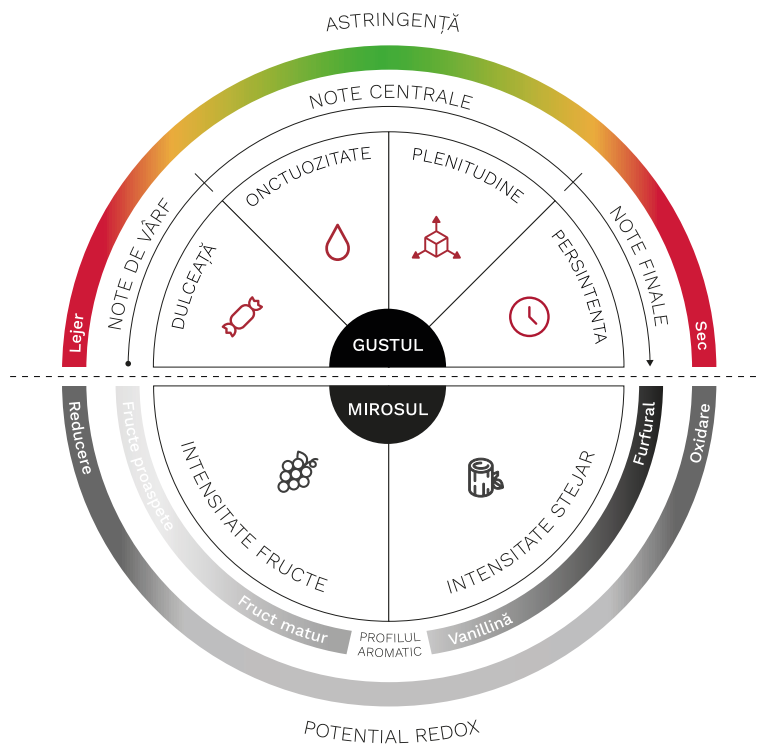 ASTRINGENȚĂ
NOTE CENTRALE
NOTE DE VÂRF
NOTE FINALE
DULCEAȚĂ
ONCTUOZITATE
PLENITUDINE
PERSINTENTA
Lejer
Sec
GUSTUL
MIROSUL
Reducere
Fructe proaspete
Furfural
Oxidare
INTENSITATE FRUCTE
INTENSITATE STEJAR
Fruct matur
PROFILUL
AROMATIC
Vanillină
POTENTIAL REDOX